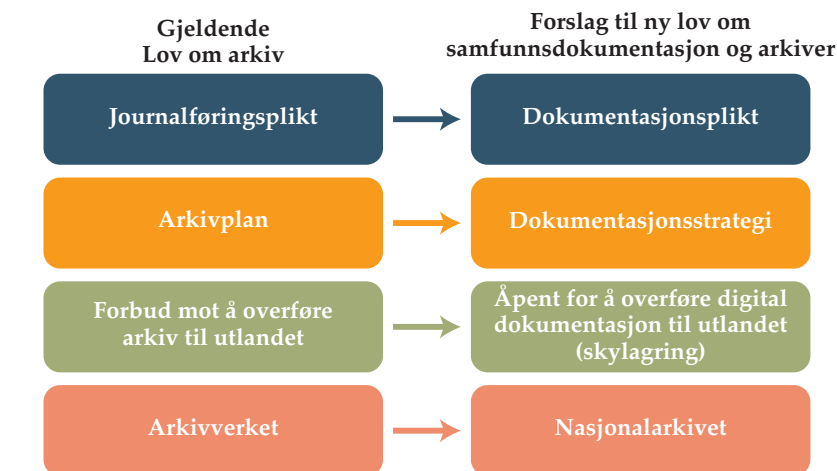 Gjeldende
Lov om arkiv
Forslag til ny lov om
samfunnsdokumentasjon og arkiver
Journalføringsplikt
Dokumentasjonsplikt
Arkivplan
Dokumentasjonsstrategi
Forbud mot å overføre
arkiv til utlandet
Åpent for å overføre digital
dokumentasjon til utlandet
(skylagring)
Arkivverket
Nasjonalarkivet